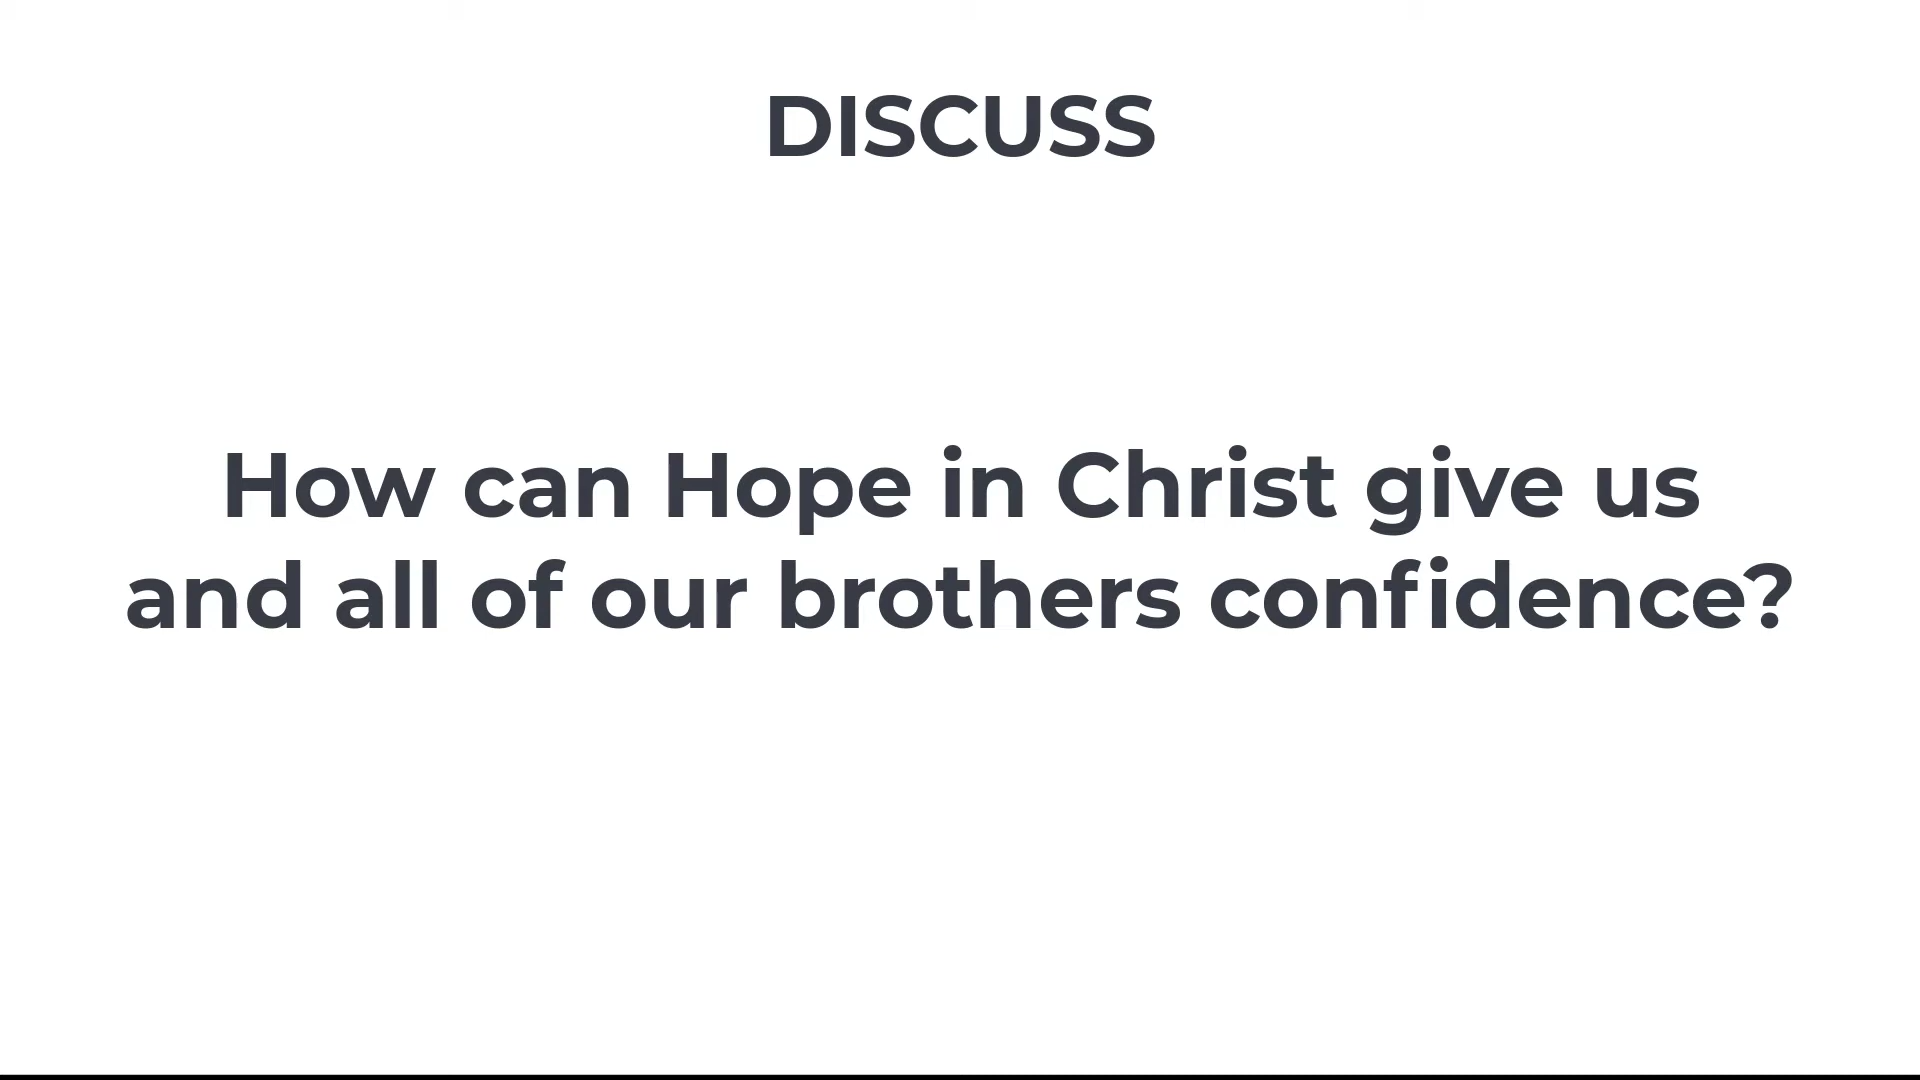 DISCUSS
How can Hope in Christ give us
and all of our brothers confidence?